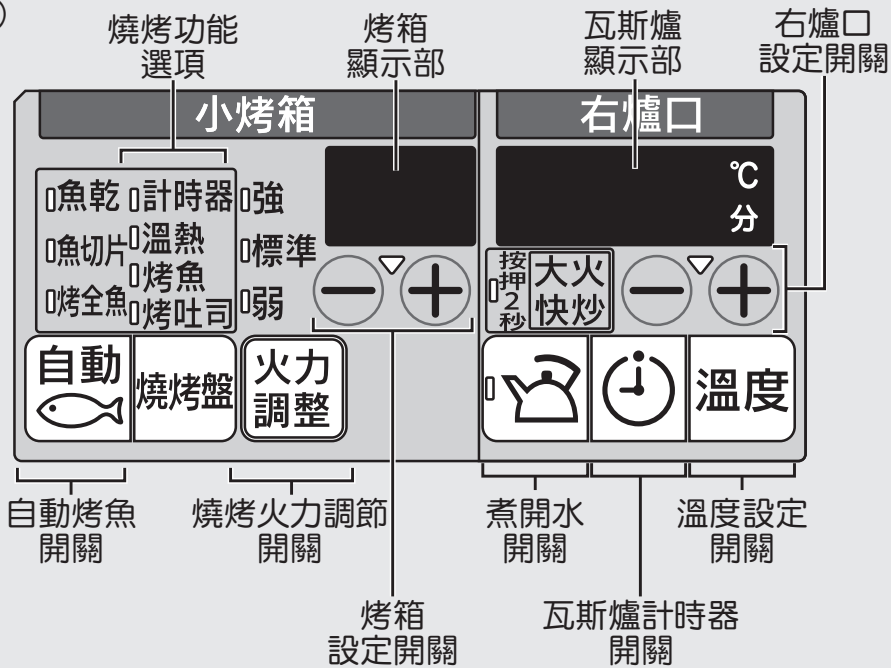 燒烤功能
選項
烤箱
顯示部
瓦斯爐
顯示部
右爐口
設定開關
小烤箱
右爐口
魚乾
計時器
強
魚切片
溫熱
標準
烤魚
烤全魚
烤吐司
弱
℃
分
按押2秒
大火
快炒
自動
燒烤盤
火力
調整
溫度
自動烤魚
開關
燒烤火力調節
開關
煮開水
開關
溫度設定
開關
烤箱
設定開關
瓦斯爐計時器
開關